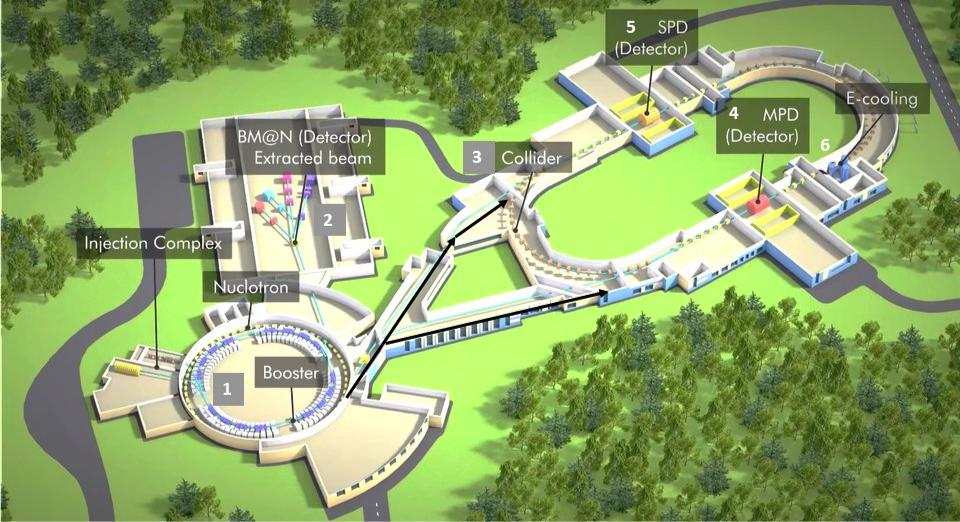 5 SPD
(Detector)
4 MPD
(Detector)
E-cooling
6
BM@N (Detector)
Extracted beam
3 Collider
2
Injection Complex
Nuclotron
Booster
1